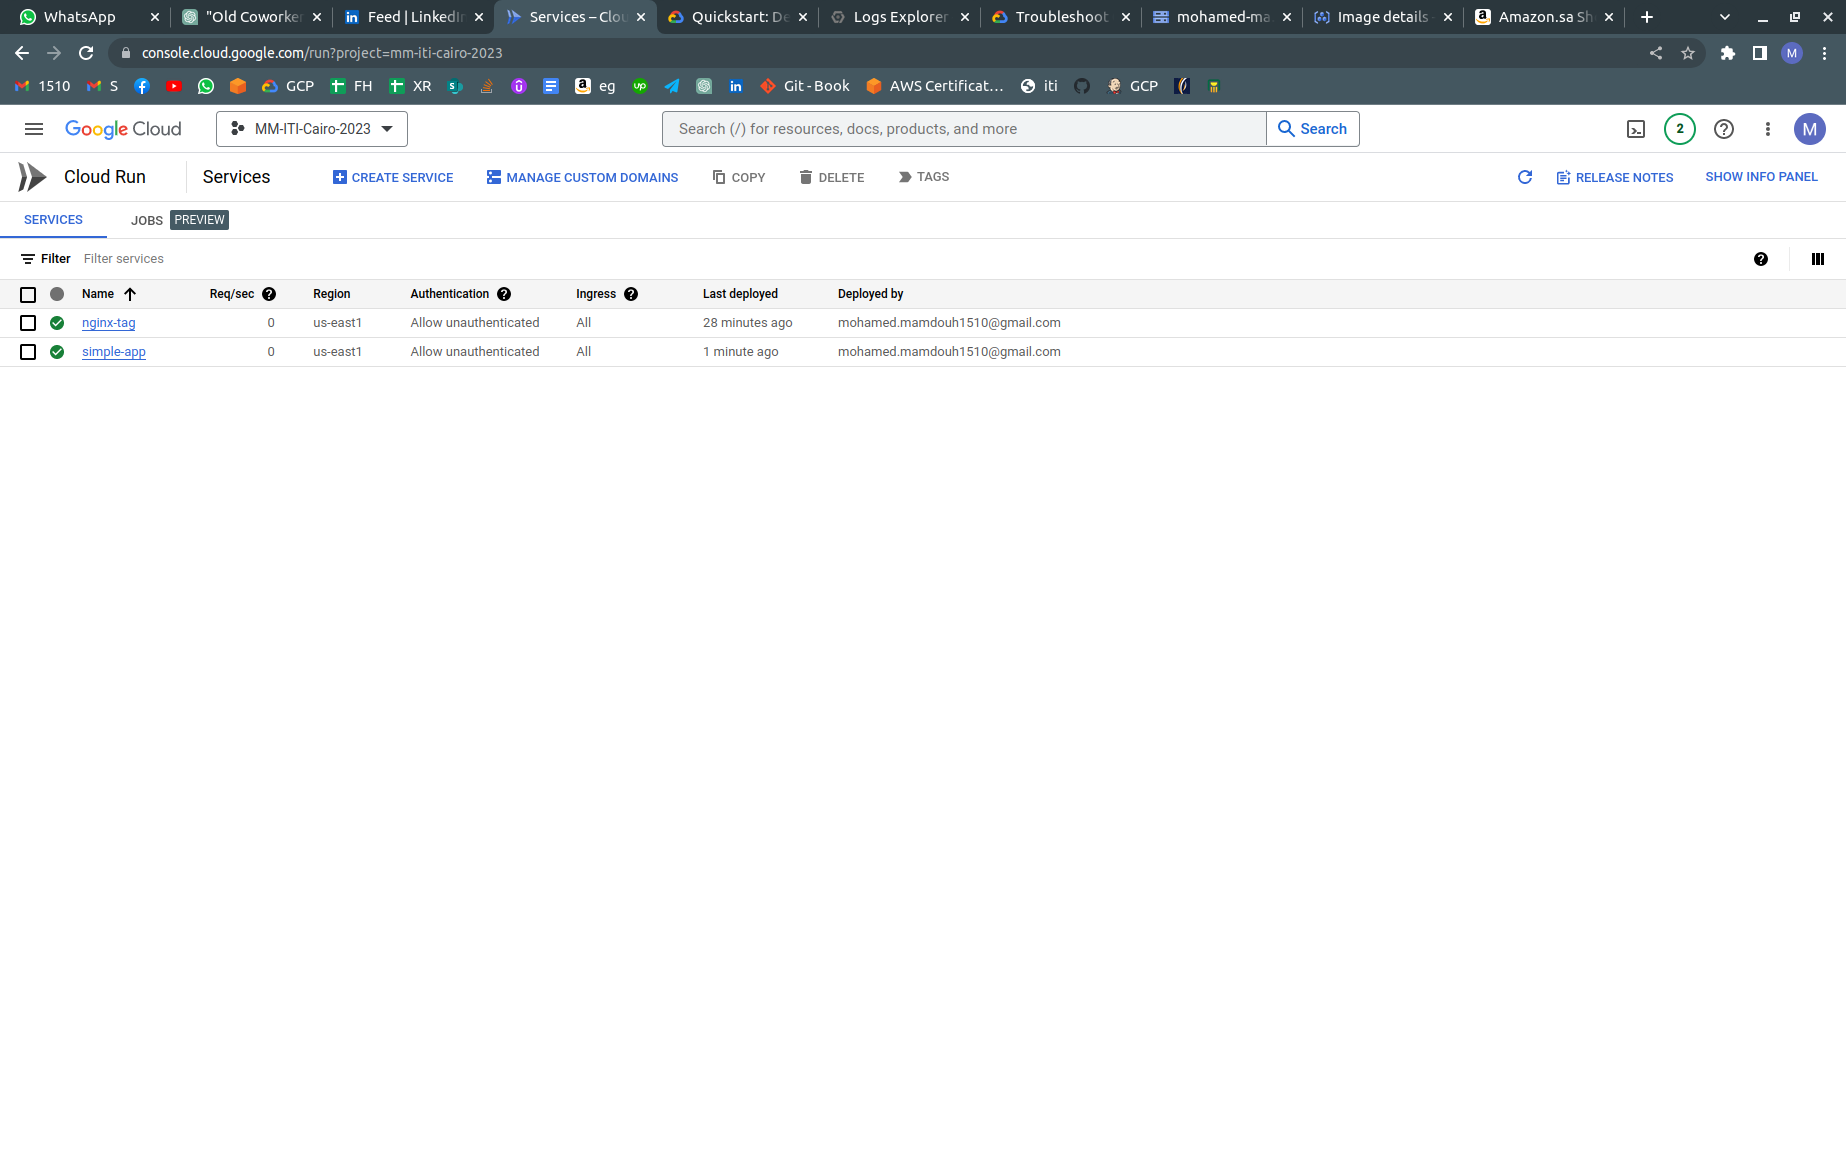 WhatsApp
"Old Coworker
Feed | LinkedIn
Services – Clou
Quickstart: De
Logs Explorer
Troubleshoot
mohamed-ma
Image details -
Amazon.sa Sh
console.cloud.google.com/run?project=mm-iti-cairo-2023
M
1510
S
GCP
FH
XR
eg
Git - Book
AWS Certificat...
iti
GCP
Google Cloud
MM-ITI-Cairo-2023
Search (/) for resources, docs, products, and more
Search
2
M
Cloud Run
Services
CREATE SERVICE
MANAGE CUSTOM DOMAINS
COPY
DELETE
TAGS
RELEASE NOTES
SHOW INFO PANEL
SERVICES
JOBS PREVIEW
Filter Filter services
Name Req/sec Region Authentication Ingress Last deployed Deployed by
nginx-tag 0 us-east1 Allow unauthenticated All 28 minutes ago mohamed.mamdouh1510@gmail.com
simple-app 0 us-east1 Allow unauthenticated All 1 minute ago mohamed.mamdouh1510@gmail.com